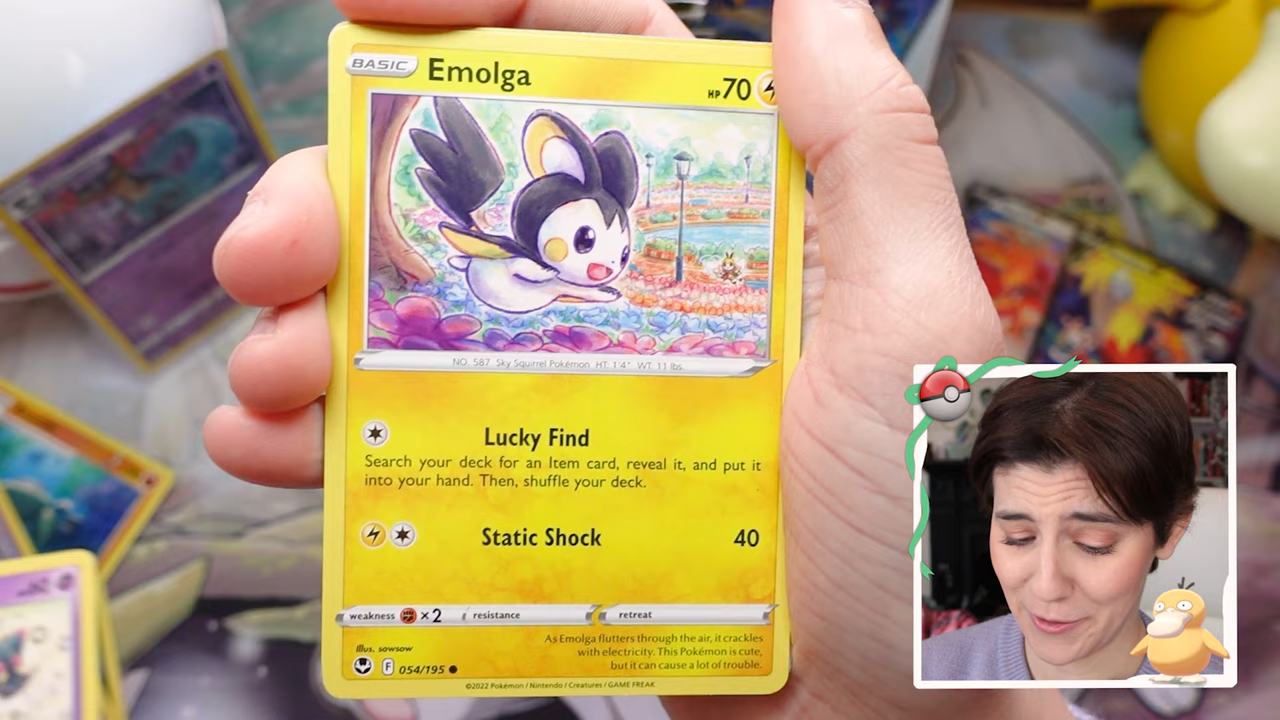 BASIC Emolga HP 70
NO. 587 Sky Squirrel Pokémon HT: 1'4" WT: 11 lbs.
Lucky Find
Search your deck for an Item card, reveal it, and put it
into your hand. Then, shuffle your deck.
Static Shock 40
weakness ×2 resistance retreat
As Emolga flutters through the air, it crackles
with electricity. This Pokémon is cute,
but it can cause a lot of trouble.
Illus. sowsow
F 054/195
©2022 Pokémon / Nintendo / Creatures / GAME FREAK